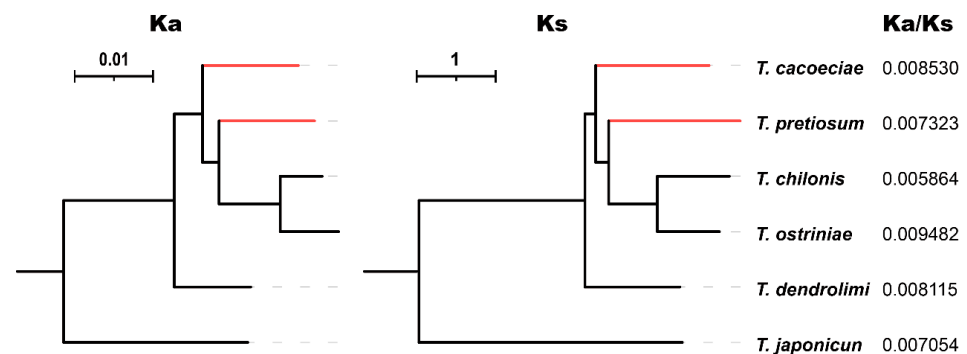 Ka Ks Ka/Ks
0.01 1
T. cacoeciae 0.008530
T. pretiosum 0.007323
T. chilonis 0.005864
T. ostriniae 0.009482
T. dendrolimi 0.008115
T. japonicun 0.007054